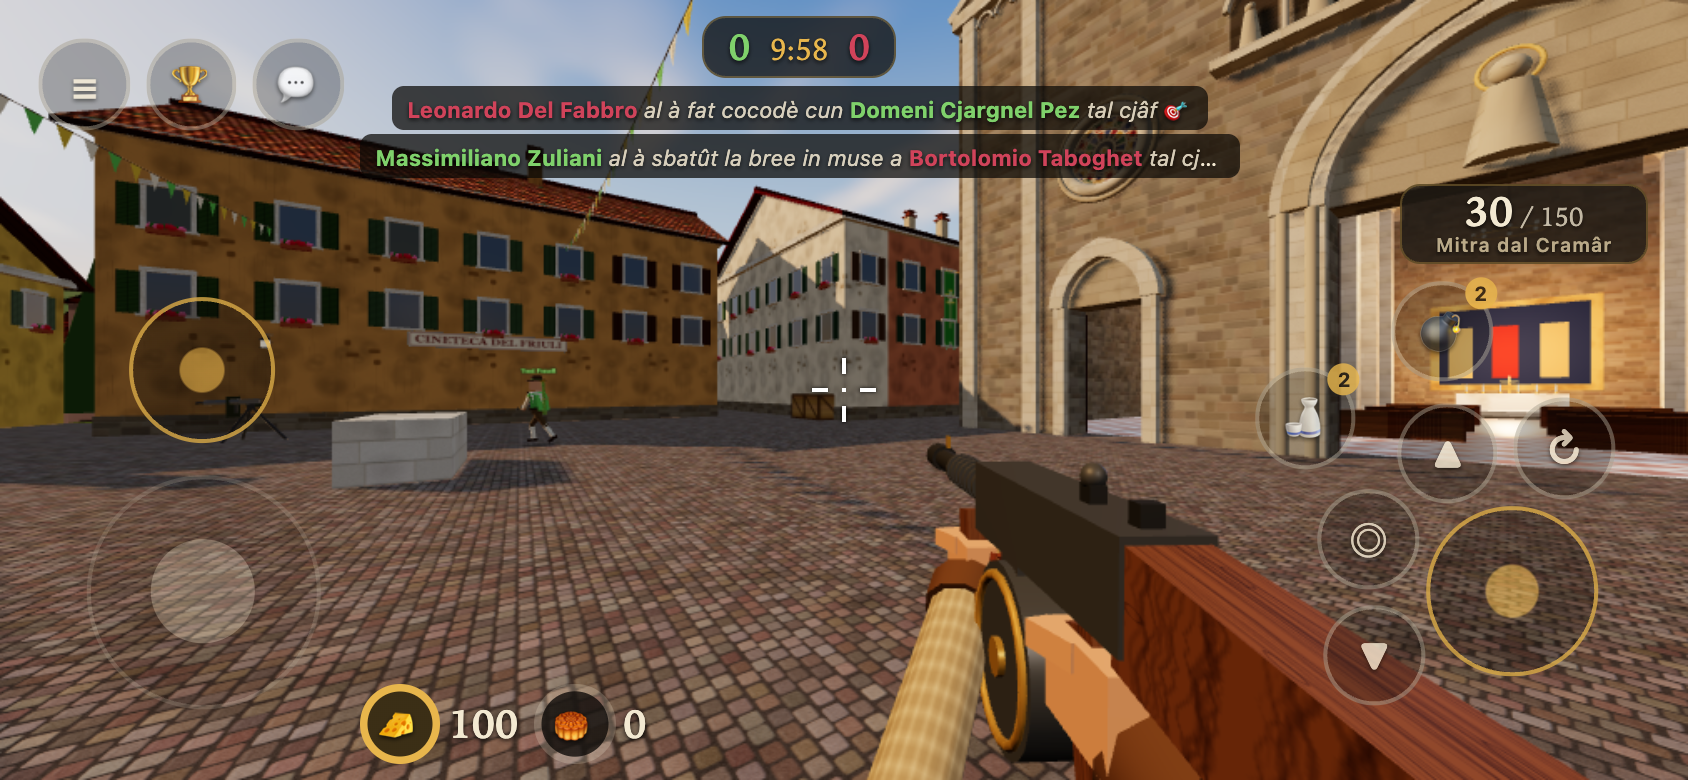 0 9:58 0
Leonardo Del Fabbro al à fat cocodè cun Domeni Cjargnel Pez tal cjâf
Massimiliano Zuliani al à sbatût la bree in muse a Bortolomio Taboghet tal cj...
30 / 150
Mitra dal Cramâr
2
CINETECA DEL FRIULI
2
100 0